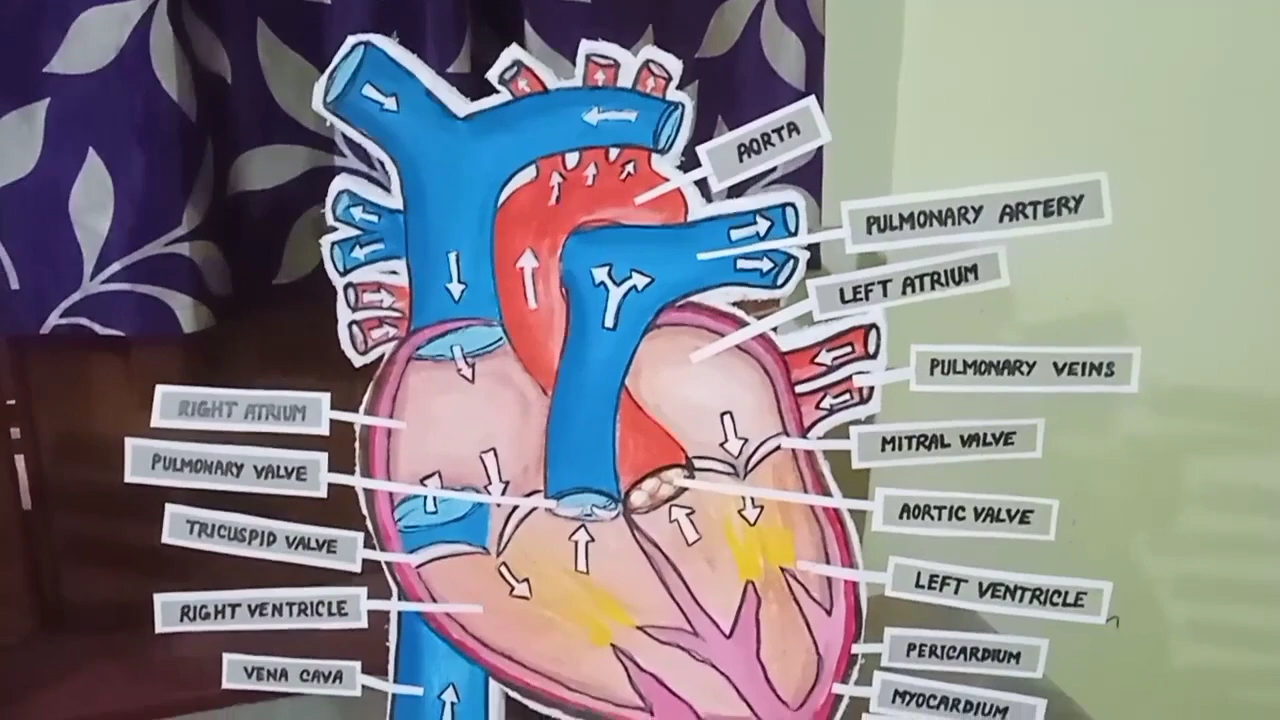 AORTA
PULMONARY ARTERY
LEFT ATRIUM
PULMONARY VEINS
RIGHT ATRIUM
MITRAL VALVE
PULMONARY VALVE
AORTIC VALVE
TRICUSPID VALVE
LEFT VENTRICLE
RIGHT VENTRICLE
PERICARDIUM
VENA CAVA
MYOCARDIUM